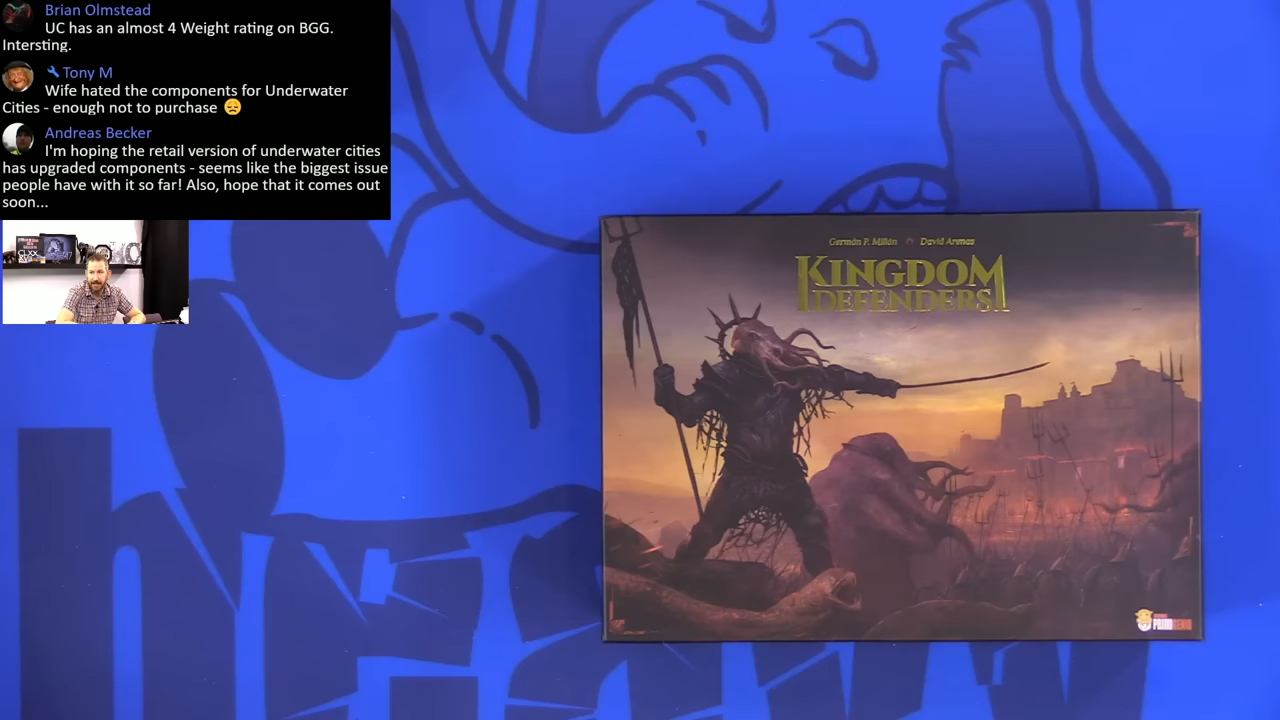 Brian Olmstead
UC has an almost 4 Weight rating on BGG.
Intersting.
Tony M
Wife hated the components for Underwater
Cities - enough not to purchase 😞
Andreas Becker
I'm hoping the retail version of underwater cities
has upgraded components - seems like the biggest issue
people have with it so far! Also, hope that it comes out
soon...
Germán P. Millán
David Arenas
KINGDOM
DEFENDERS
PRIMIGENIO
heavy